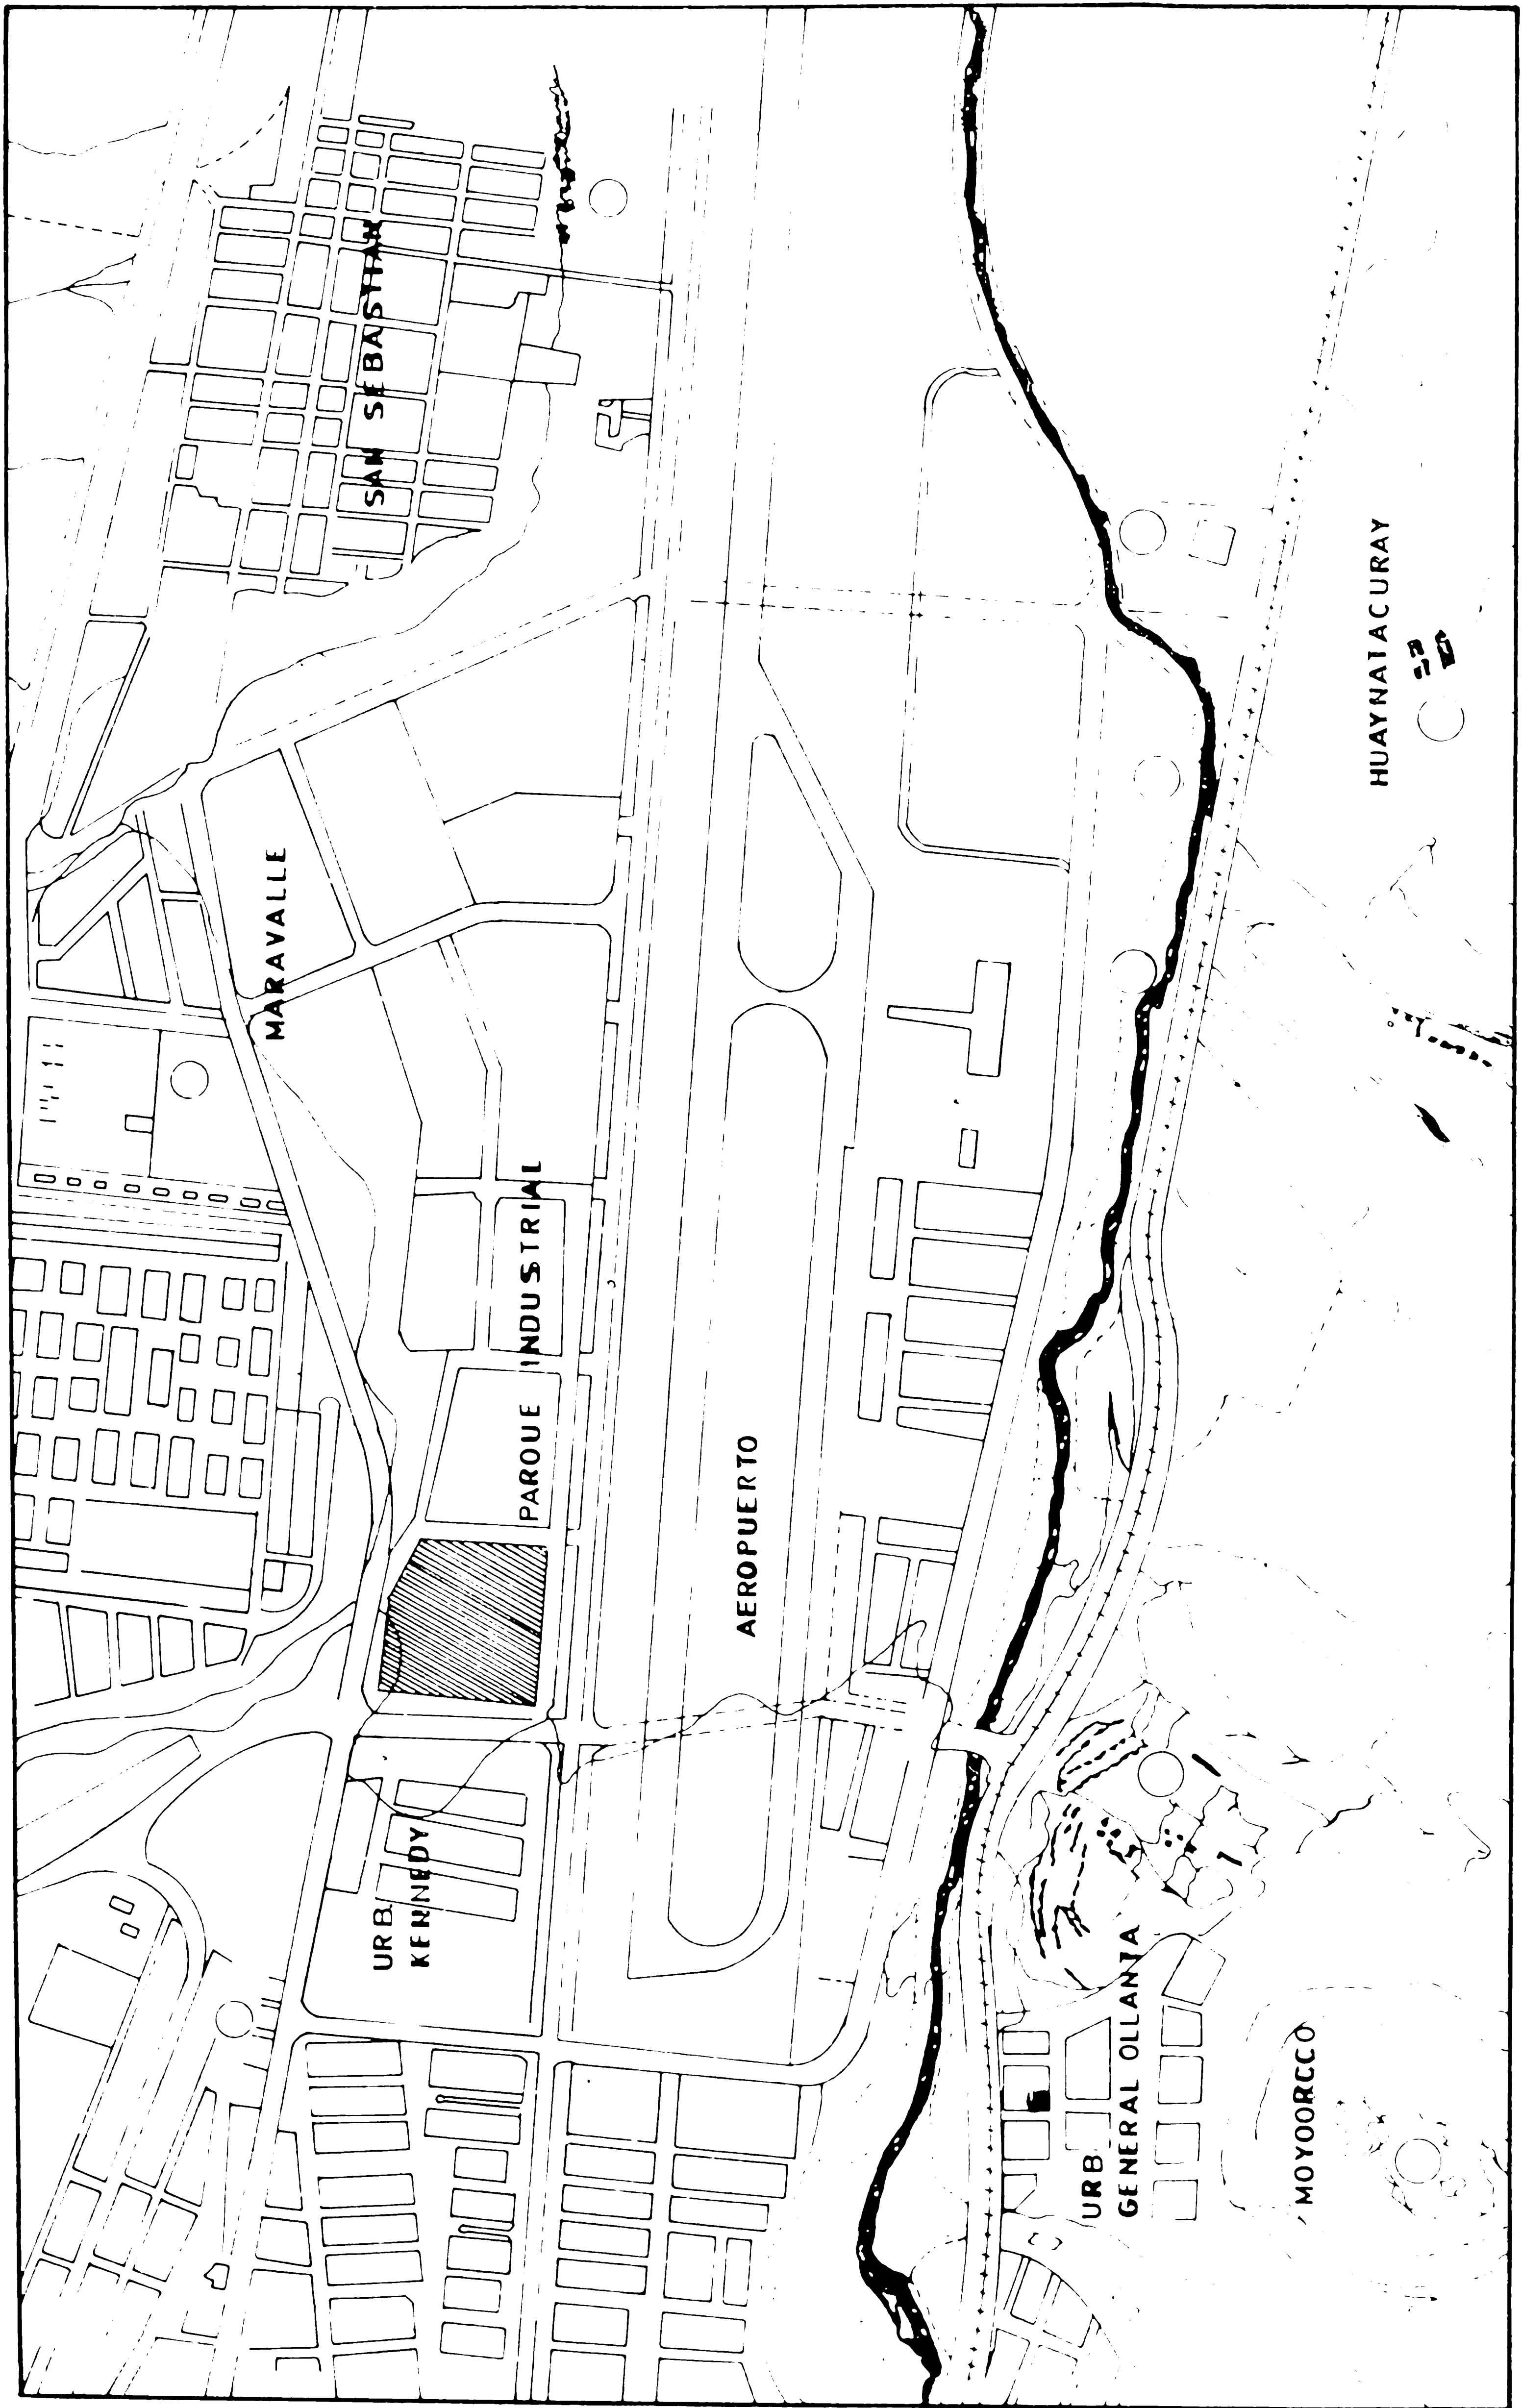 SAN SEBASTIAN
MARAVALLE
PARQUE INDUSTRIAL
AEROPUERTO
URB.
KENNEDY
HUAYNATACURAY
URB
GENERAL OLLANTA
MOYOORCCO